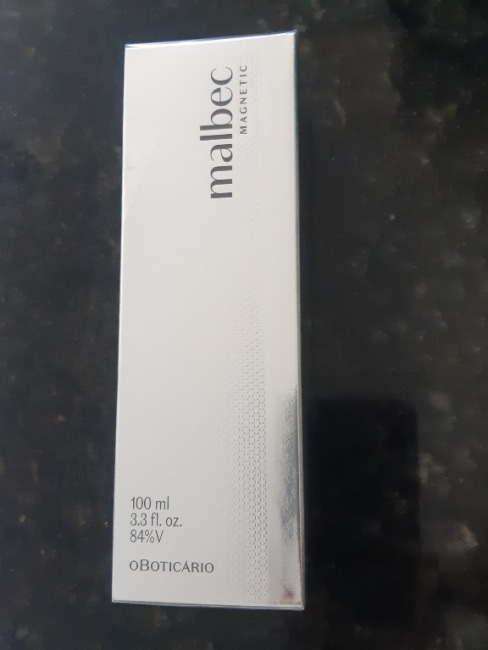 malbec
MAGNETIC
100 ml
3.3 fl. oz.
84%V
oBOTICÁRIO